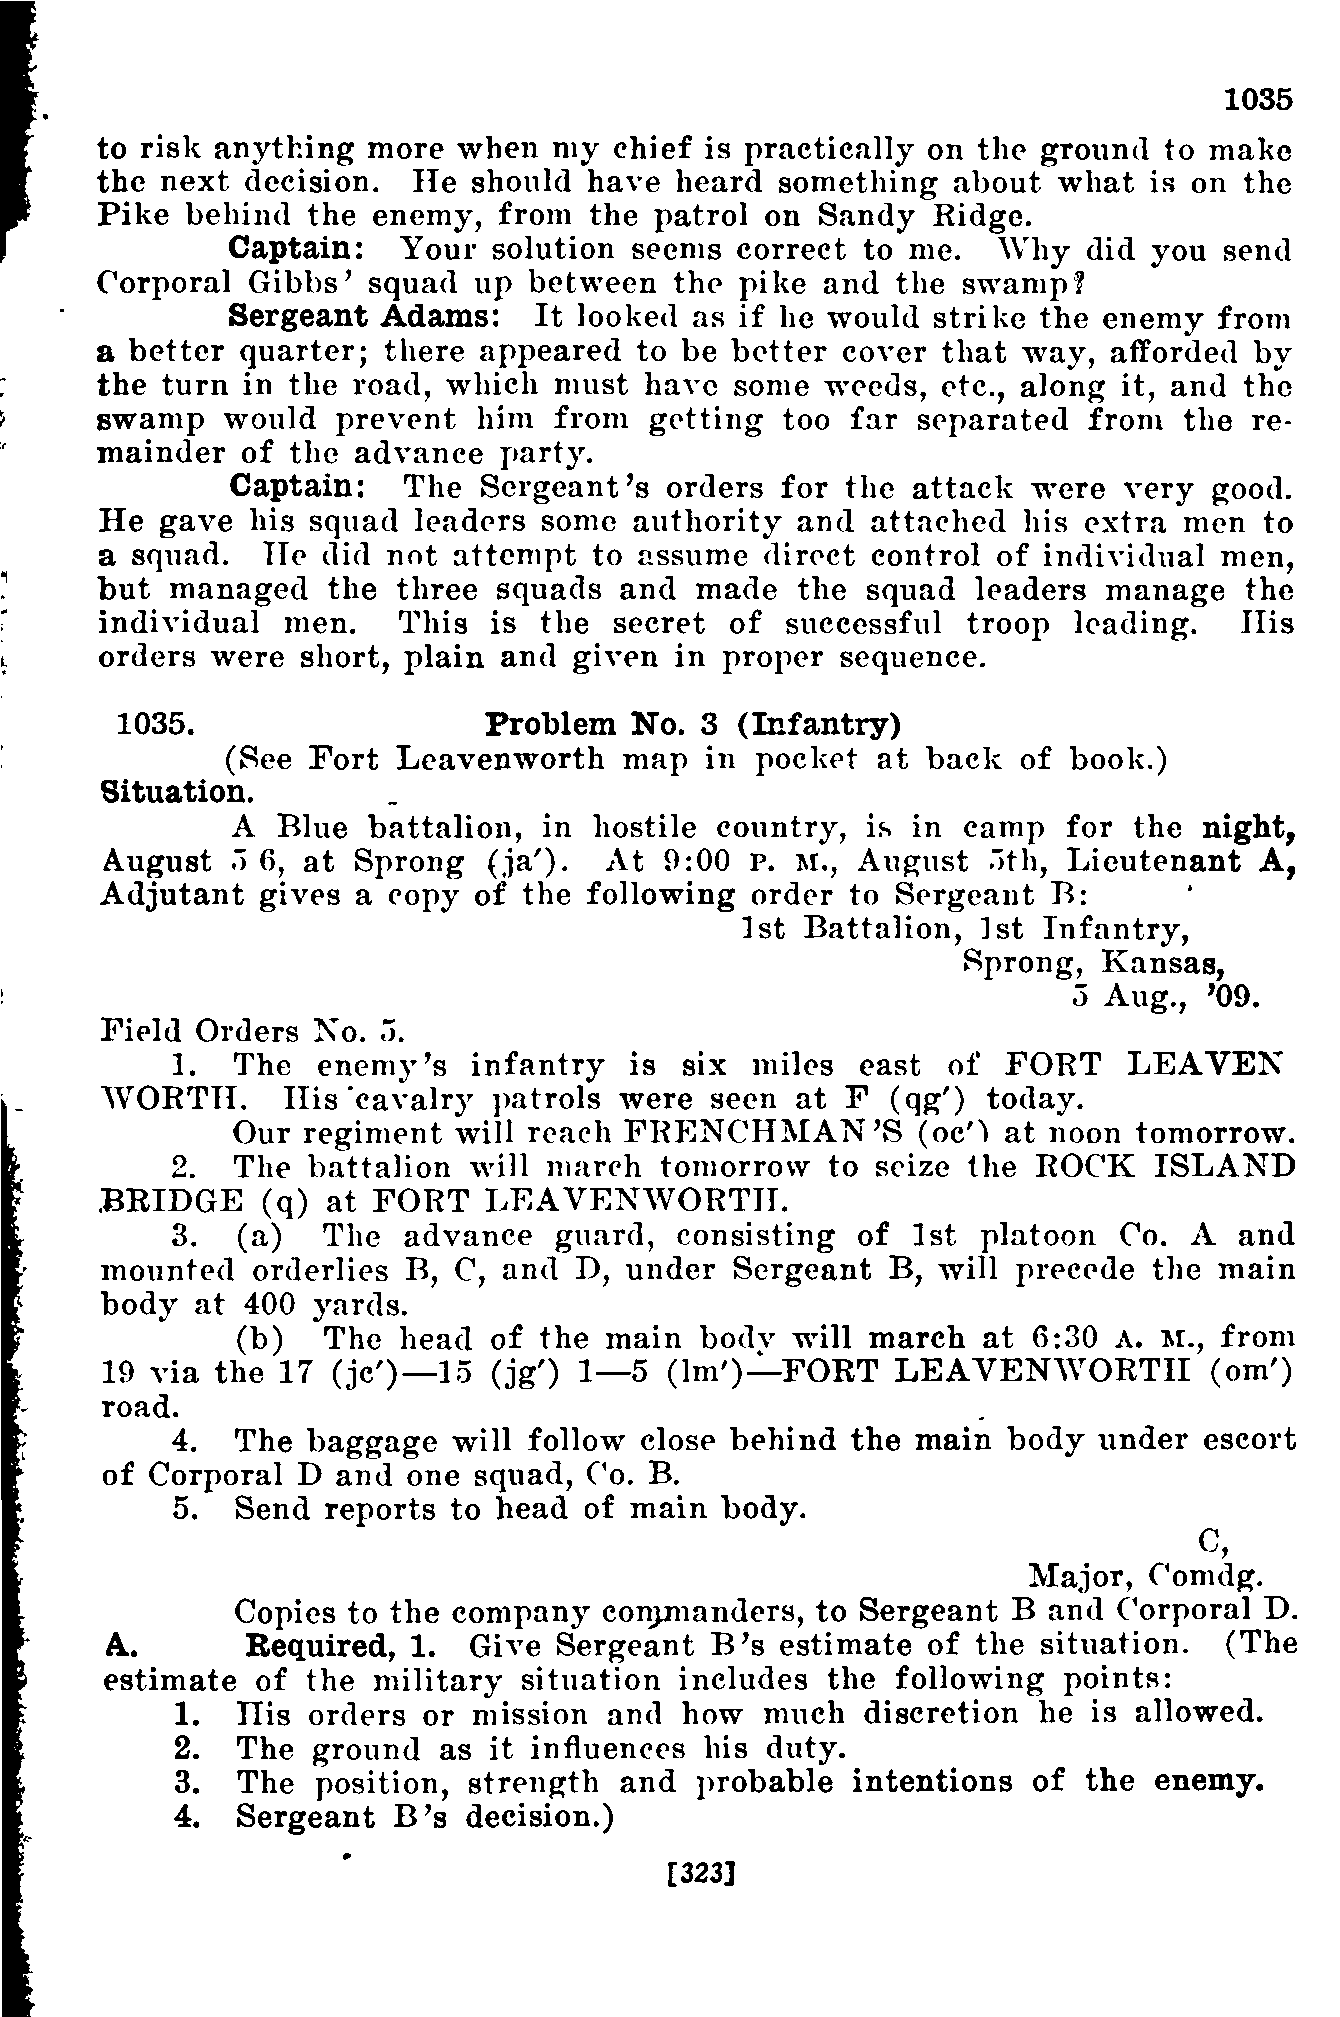 1035
to risk anything more when my chief is practically on the ground to make
the next decision. He should have heard something about what is on the
Pike behind the enemy, from the patrol on Sandy Ridge.
Captain: Your solution seems correct to me. Why did you send
Corporal Gibbs' squad up between the pike and the swamp?
Sergeant Adams: It looked as if he would strike the enemy from
a better quarter; there appeared to be better cover that way, afforded by
the turn in the road, which must have some weeds, etc., along it, and the
swamp would prevent him from getting too far separated from the re-
mainder of the advance party.
Captain: The Sergeant's orders for the attack were very good.
He gave his squad leaders some authority and attached his extra men to
a squad. He did not attempt to assume direct control of individual men,
but managed the three squads and made the squad leaders manage the
individual men. This is the secret of successful troop leading. His
orders were short, plain and given in proper sequence.
1035. Problem No. 3 (Infantry)
(See Fort Leavenworth map in pocket at back of book.)
Situation.
A Blue battalion, in hostile country, is in camp for the night,
August 5 6, at Sprong (ja'). At 9:00 P. M., August 5th, Lieutenant A,
Adjutant gives a copy of the following order to Sergeant B:
1st Battalion, 1st Infantry,
Sprong, Kansas,
5 Aug., '09.
Field Orders No. 5.
1. The enemy's infantry is six miles east of FORT LEAVEN
WORTH. His cavalry patrols were seen at F (qg') today.
Our regiment will reach FRENCHMAN'S (oc') at noon tomorrow.
2. The battalion will march tomorrow to seize the ROCK ISLAND
BRIDGE (q) at FORT LEAVENWORTH.
3. (a) The advance guard, consisting of 1st platoon Co. A and
mounted orderlies B, C, and D, under Sergeant B, will precede the main
body at 400 yards.
(b) The head of the main body will march at 6:30 A. M., from
19 via the 17 (jc')—15 (jg') 1—5 (lm')—FORT LEAVENWORTH (om')
road.
4. The baggage will follow close behind the main body under escort
of Corporal D and one squad, Co. B.
5. Send reports to head of main body.
C,
Major, Comdg.
Copies to the company commanders, to Sergeant B and Corporal D.
A. Required, 1. Give Sergeant B's estimate of the situation. (The
estimate of the military situation includes the following points:
1. His orders or mission and how much discretion he is allowed.
2. The ground as it influences his duty.
3. The position, strength and probable intentions of the enemy.
4. Sergeant B's decision.)
[323]